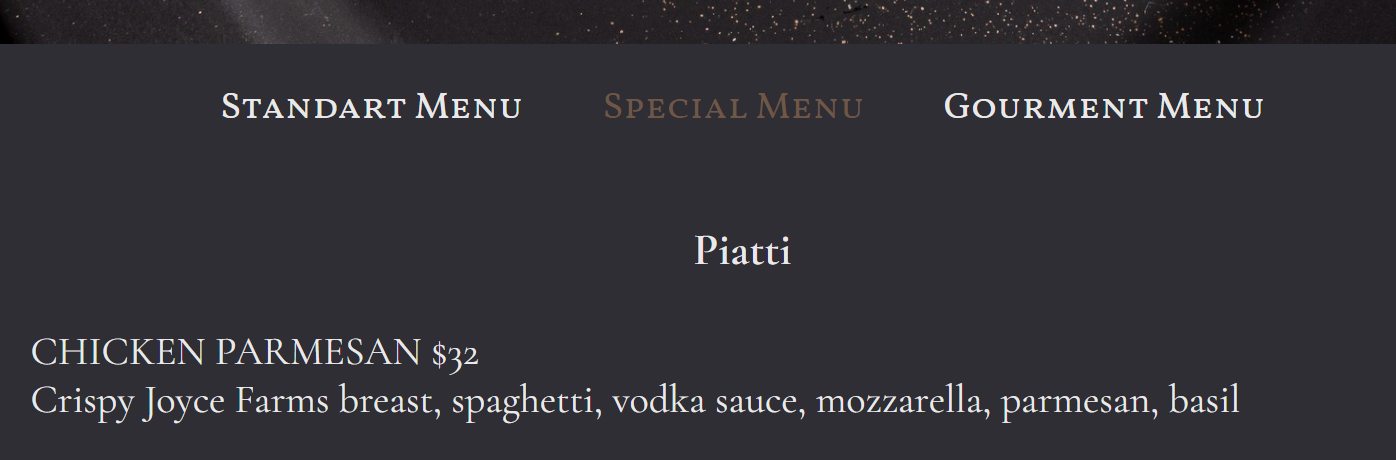 Standart Menu Special Menu Gourment Menu
Piatti
CHICKEN PARMESAN $32
Crispy Joyce Farms breast, spaghetti, vodka sauce, mozzarella, parmesan, basil